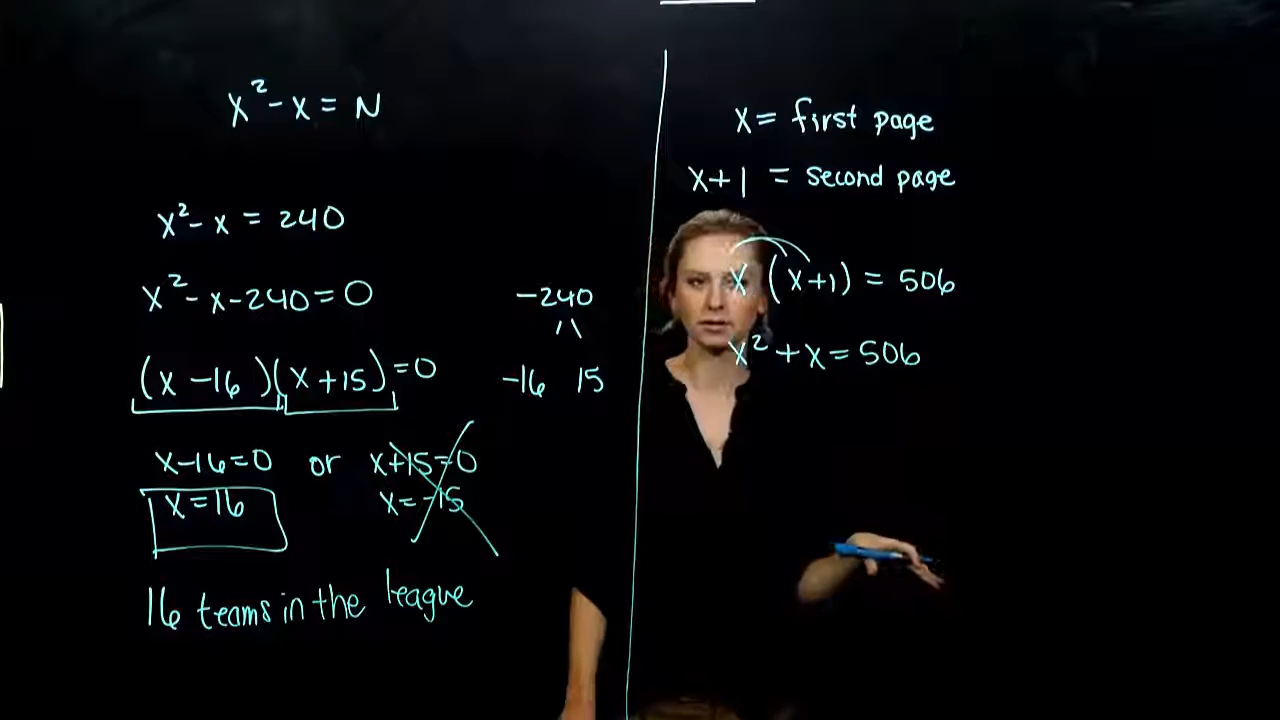 x² - x = N
x² - x = 240
x² - x - 240 = 0
(x - 16)(x + 15) = 0
x - 16 = 0 or x + 15 = 0
x = 16 x = -15
16 teams in the league
-240
-16 15
x = first page
x + 1 = second page
x (x + 1) = 506
x² + x = 506